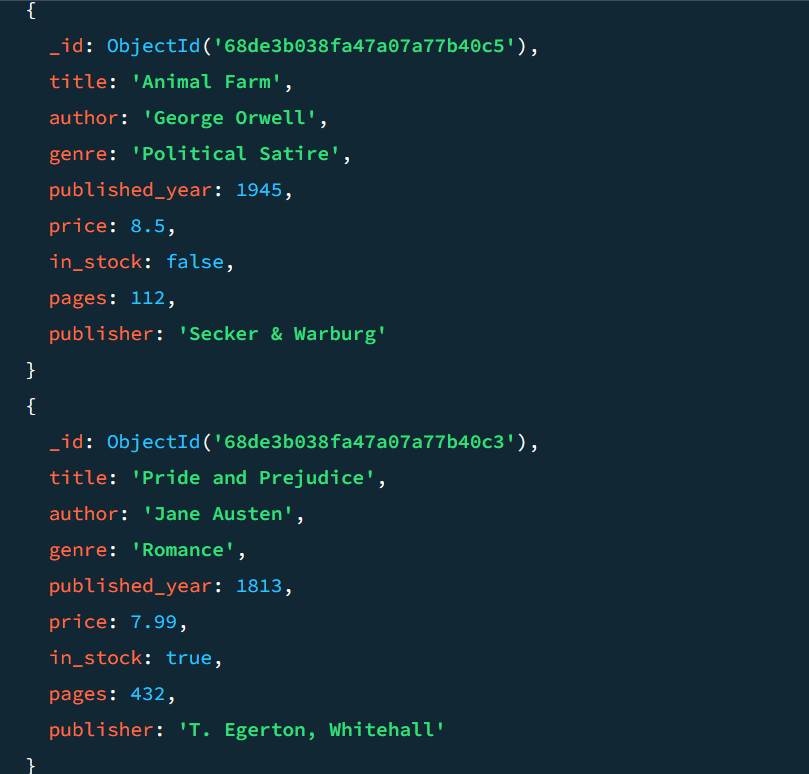 {
_id: ObjectId('68de3b038fa47a07a77b40c5'),
title: 'Animal Farm',
author: 'George Orwell',
genre: 'Political Satire',
published_year: 1945,
price: 8.5,
in_stock: false,
pages: 112,
publisher: 'Secker & Warburg'
}
{
_id: ObjectId('68de3b038fa47a07a77b40c3'),
title: 'Pride and Prejudice',
author: 'Jane Austen',
genre: 'Romance',
published_year: 1813,
price: 7.99,
in_stock: true,
pages: 432,
publisher: 'T. Egerton, Whitehall'
}